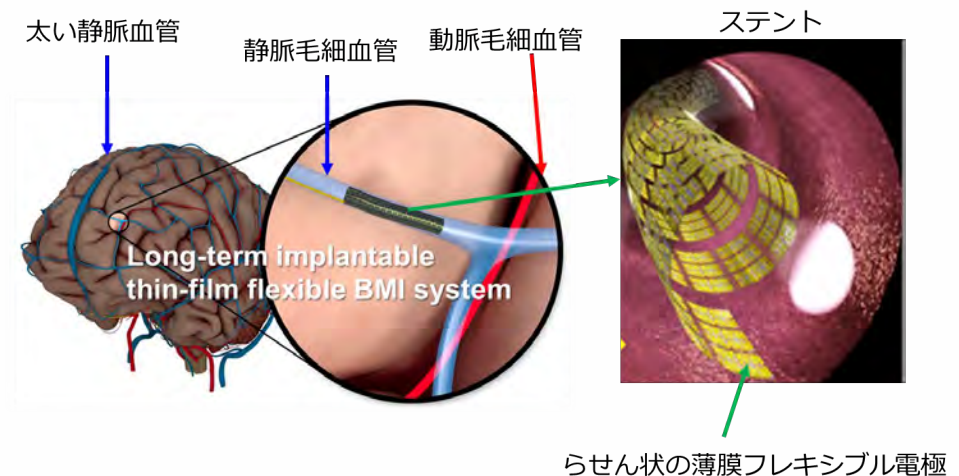 太い静脈血管
静脈毛細血管
動脈毛細血管
ステント
Long-term implantable
thin-film flexible BMI system
らせん状の薄膜フレキシブル電極